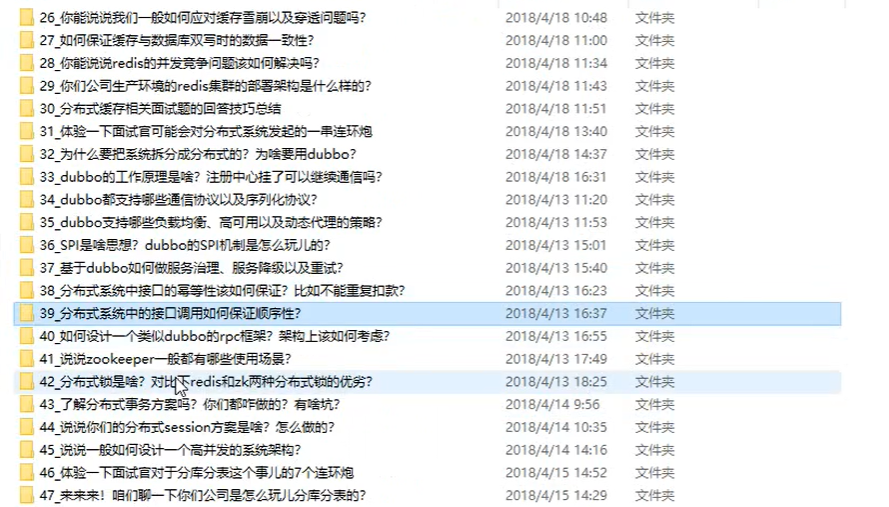 26_你能说说我们一般如何应对缓存雪崩以及穿透问题吗? 2018/4/18 10:48 文件夹
27_如何保证缓存与数据库双写时的数据一致性? 2018/4/18 11:00 文件夹
28_你能说说redis的并发竞争问题该如何解决吗? 2018/4/18 11:34 文件夹
29_你们公司生产环境的redis集群的部署架构是什么样的? 2018/4/18 11:43 文件夹
30_分布式缓存相关面试题的回答技巧总结 2018/4/18 11:51 文件夹
31_体验一下面试官可能会对分布式系统发起的一串连环炮 2018/4/18 13:40 文件夹
32_为什么要把系统拆分成分布式的?为啥要用dubbo? 2018/4/18 14:37 文件夹
33_dubbo的工作原理是啥?注册中心挂了可以继续通信吗? 2018/4/18 16:31 文件夹
34_dubbo都支持哪些通信协议以及序列化协议? 2018/4/13 11:20 文件夹
35_dubbo支持哪些负载均衡、高可用以及动态代理的策略? 2018/4/13 11:53 文件夹
36_SPI是啥思想?dubbo的SPI机制是怎么玩儿的? 2018/4/13 15:01 文件夹
37_基于dubbo如何做服务治理、服务降级以及重试? 2018/4/13 15:40 文件夹
38_分布式系统中接口的幂等性该如何保证?比如不能重复扣款? 2018/4/13 16:23 文件夹
39_分布式系统中的接口调用如何保证顺序性? 2018/4/13 16:37 文件夹
40_如何设计一个类似dubbo的rpc框架?架构上该如何考虑? 2018/4/13 16:55 文件夹
41_说说zookeeper一般都有哪些使用场景? 2018/4/13 17:49 文件夹
42_分布式锁是啥?对比下redis和zk两种分布式锁的优劣? 2018/4/13 18:25 文件夹
43_了解分布式事务方案吗?你们都咋做的?有啥坑? 2018/4/14 9:56 文件夹
44_说说你们的分布式session方案是啥?怎么做的? 2018/4/14 10:35 文件夹
45_说说一般如何设计一个高并发的系统架构? 2018/4/14 14:16 文件夹
46_体验一下面试官对于分库分表这个事儿的7个连环炮 2018/4/15 14:52 文件夹
47_来来来!咱们聊一下你们公司是怎么玩儿分库分表的? 2018/4/15 14:29 文件夹